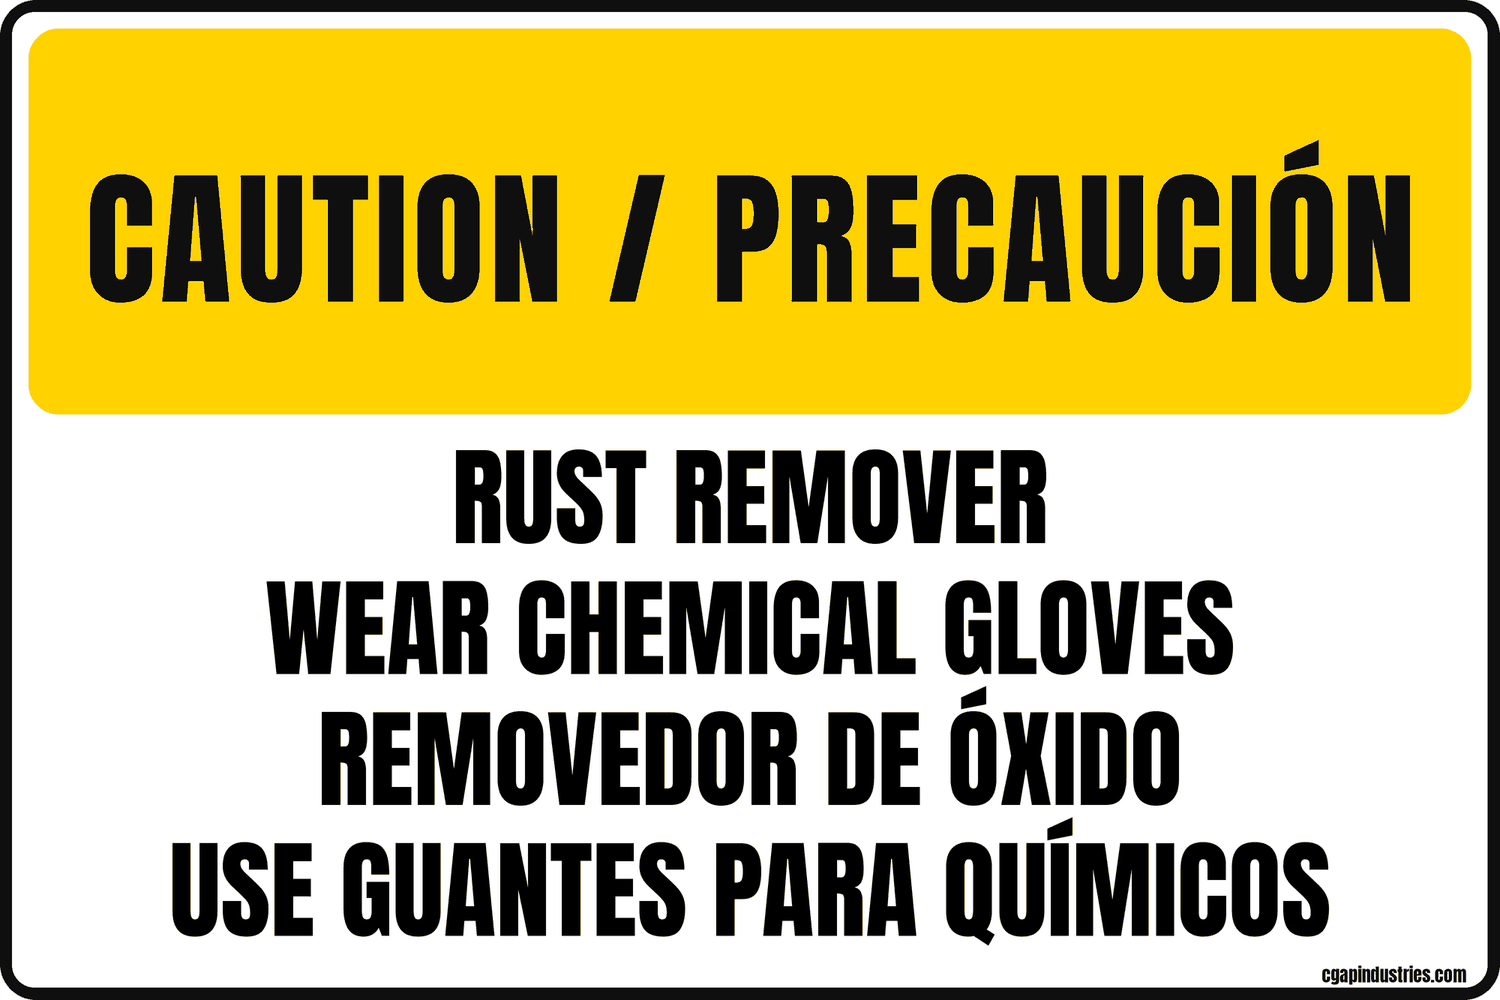 CAUTION / PRECAUCIÓN
RUST REMOVER
WEAR CHEMICAL GLOVES
REMOVEDOR DE ÓXIDO
USE GUANTES PARA QUÍMICOS
cgapindustries.com